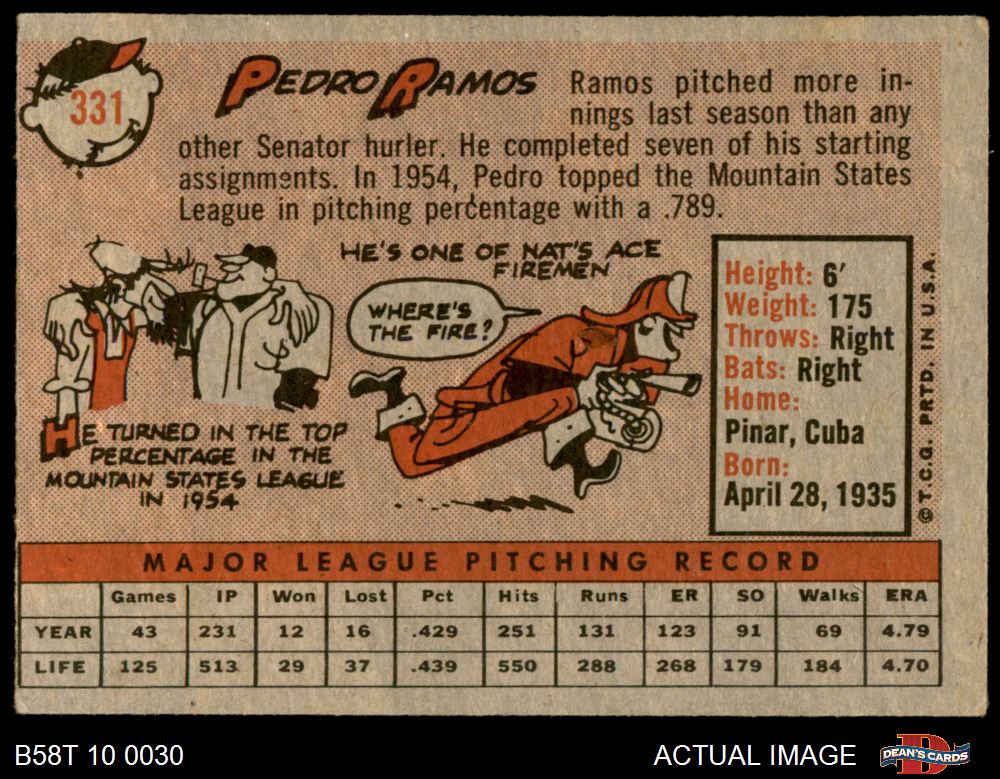 331
PEDRO RAMOS
Ramos pitched more in-
nings last season than any
other Senator hurler. He completed seven of his starting
assignments. In 1954, Pedro topped the Mountain States
League in pitching percentage with a .789.
HE TURNED IN THE TOP
PERCENTAGE IN THE
MOUNTAIN STATES LEAGUE
IN 1954
HE'S ONE OF NAT'S ACE
FIREMEN
WHERE'S
THE FIRE?
Height: 6'
Weight: 175
Throws: Right
Bats: Right
Home:
Pinar, Cuba
Born:
April 28, 1935
© T.C.G. PRTD. IN U.S.A.
MAJOR LEAGUE PITCHING RECORD
Games IP Won Lost Pct Hits Runs ER SO Walks ERA
YEAR 43 231 12 16 .429 251 131 123 91 69 4.79
LIFE 125 513 29 37 .439 550 288 268 179 184 4.70
B58T 10 0030
ACTUAL IMAGE
DEAN'S CARDS